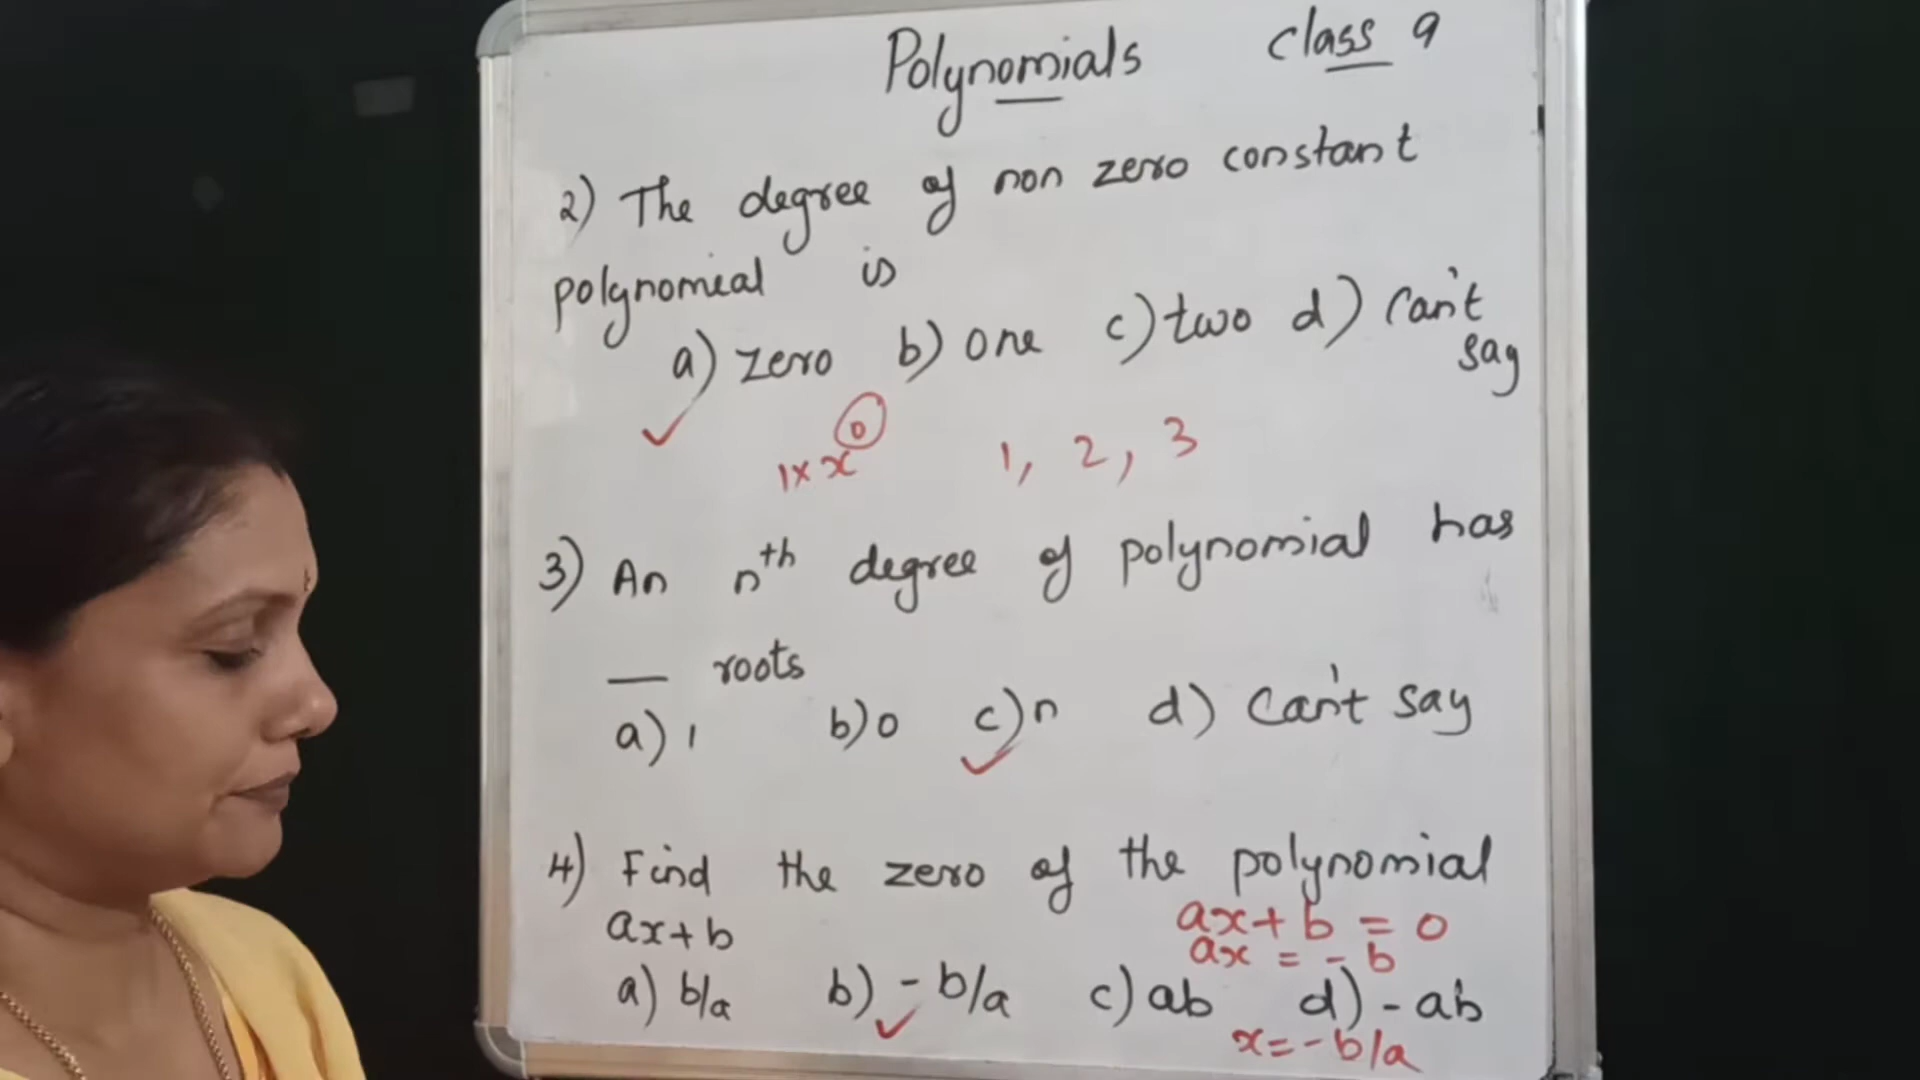 Polynomials class 9
2) The degree of non zero constant
polynomial is
a) zero b) one c) two d) can't
say
1 x x⁰ 1, 2, 3
3) An nᵗʰ degree of polynomial has
__ roots
a) 1 b) 0 c) n d) can't say
4) Find the zero of the polynomial
ax+b ax+b = 0
ax = -b
a) b/a b) - b/a c) ab d) - ab
x = - b/a